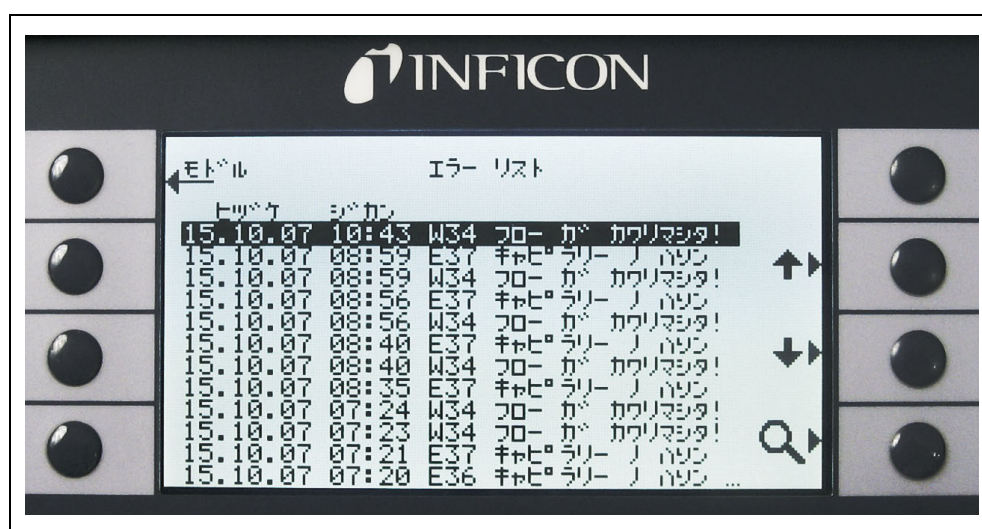 INFICON
モドル エラー リスト
ヒヅケ ジカン
15.10.07 10:43 W34 フロー ガ カワリマシタ!
15.10.07 08:59 E37 キャピラリー ノ ハソン
15.10.07 08:59 W34 フロー ガ カワリマシタ!
15.10.07 08:56 E37 キャピラリー ノ ハソン
15.10.07 08:56 W34 フロー ガ カワリマシタ!
15.10.07 08:40 E37 キャピラリー ノ ハソン
15.10.07 08:40 W34 フロー ガ カワリマシタ!
15.10.07 08:35 E37 キャピラリー ノ ハソン
15.10.07 07:24 W34 フロー ガ カワリマシタ!
15.10.07 07:23 W34 フロー ガ カワリマシタ!
15.10.07 07:21 E37 キャピラリー ノ ハソン
15.10.07 07:20 E36 キャピラリー ノ ハソン ...